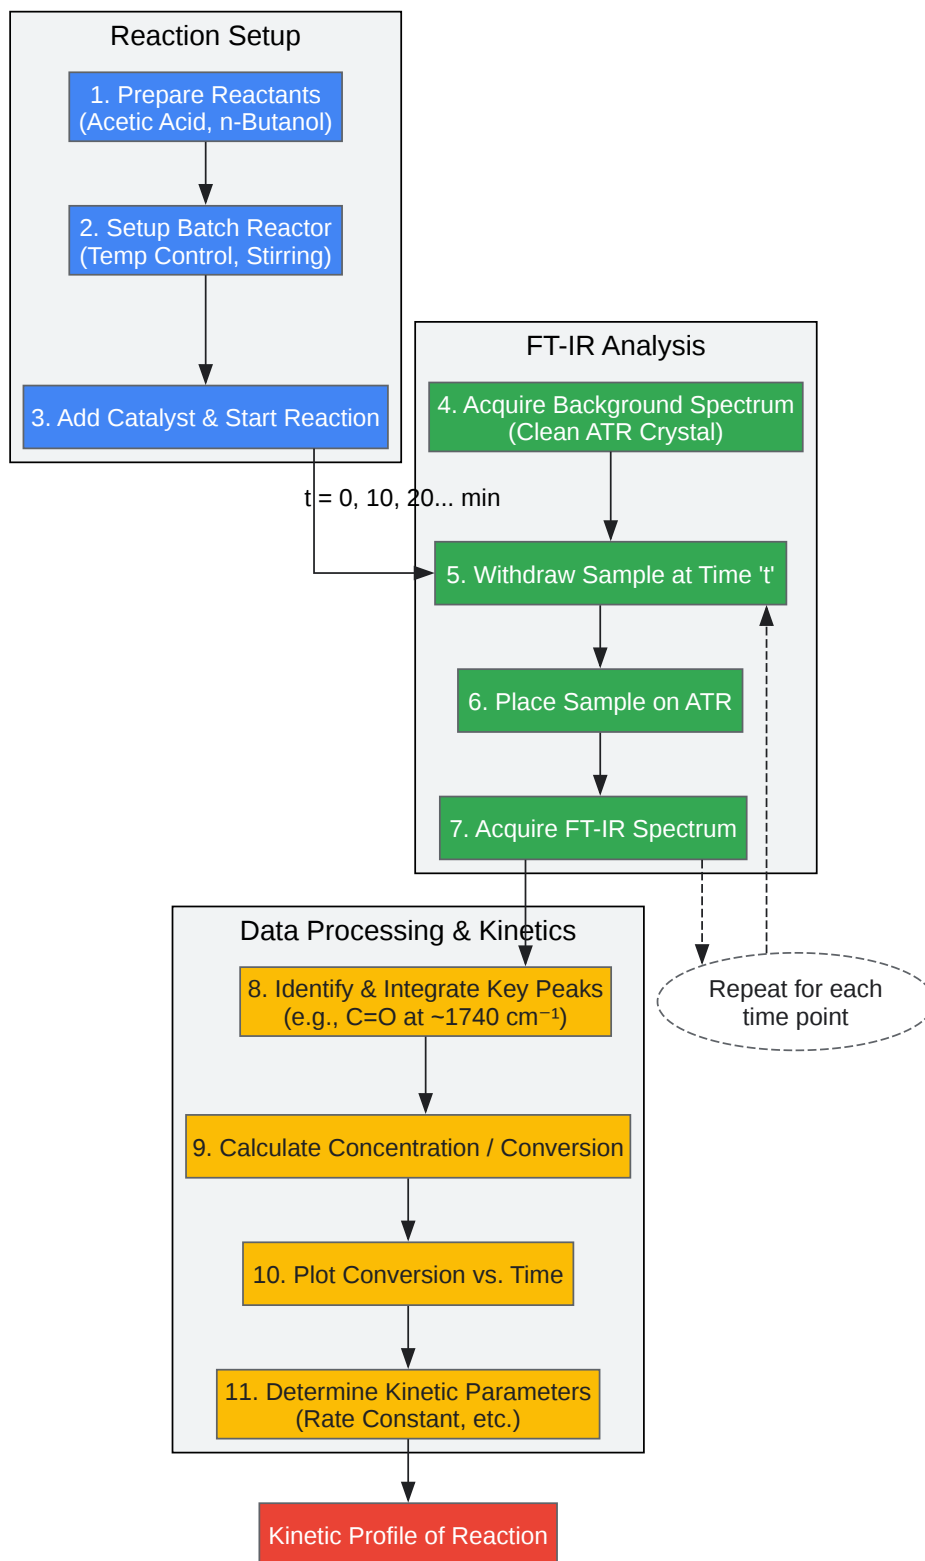 Reaction Setup
1. Prepare Reactants
(Acetic Acid, n-Butanol)
2. Setup Batch Reactor
(Temp Control, Stirring)
3. Add Catalyst & Start Reaction
t = 0, 10, 20... min
FT-IR Analysis
4. Acquire Background Spectrum
(Clean ATR Crystal)
5. Withdraw Sample at Time 't'
6. Place Sample on ATR
7. Acquire FT-IR Spectrum
Repeat for each
time point
Data Processing & Kinetics
8. Identify & Integrate Key Peaks
(e.g., C=O at ~1740 cm⁻¹)
9. Calculate Concentration / Conversion
10. Plot Conversion vs. Time
11. Determine Kinetic Parameters
(Rate Constant, etc.)
Kinetic Profile of Reaction